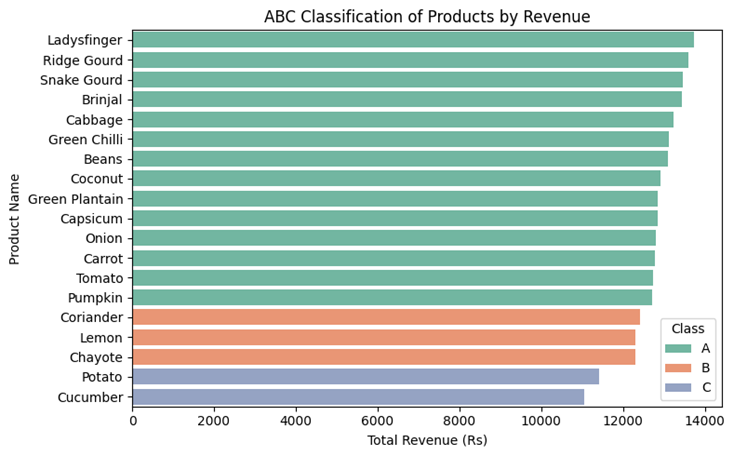 ABC Classification of Products by Revenue
Product Name
Ladysfinger
Ridge Gourd
Snake Gourd
Brinjal
Cabbage
Green Chilli
Beans
Coconut
Green Plantain
Capsicum
Onion
Carrot
Tomato
Pumpkin
Coriander
Lemon
Chayote
Potato
Cucumber
Class
A
B
C
0 2000 4000 6000 8000 10000 12000 14000
Total Revenue (Rs)